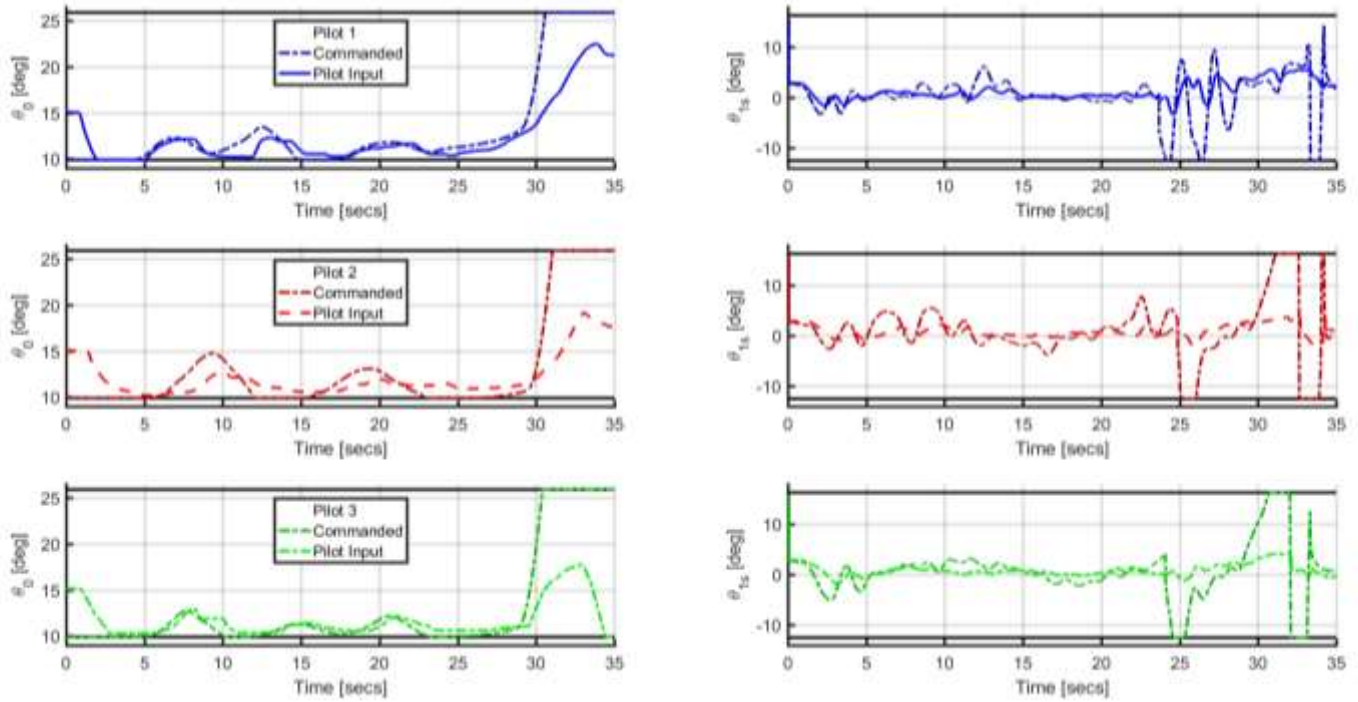 θ0 [deg]
25
20
15
10
Pilot 1
Commanded
Pilot Input
0 5 10 15 20 25 30 35
Time [secs]
θ1s [deg]
10
0
-10
0 5 10 15 20 25 30 35
Time [secs]
θ0 [deg]
25
20
15
10
Pilot 2
Commanded
Pilot Input
0 5 10 15 20 25 30 35
Time [secs]
θ1s [deg]
10
0
-10
0 5 10 15 20 25 30 35
Time [secs]
θ0 [deg]
25
20
15
10
Pilot 3
Commanded
Pilot Input
0 5 10 15 20 25 30 35
Time [secs]
θ1s [deg]
10
0
-10
0 5 10 15 20 25 30 35
Time [secs]